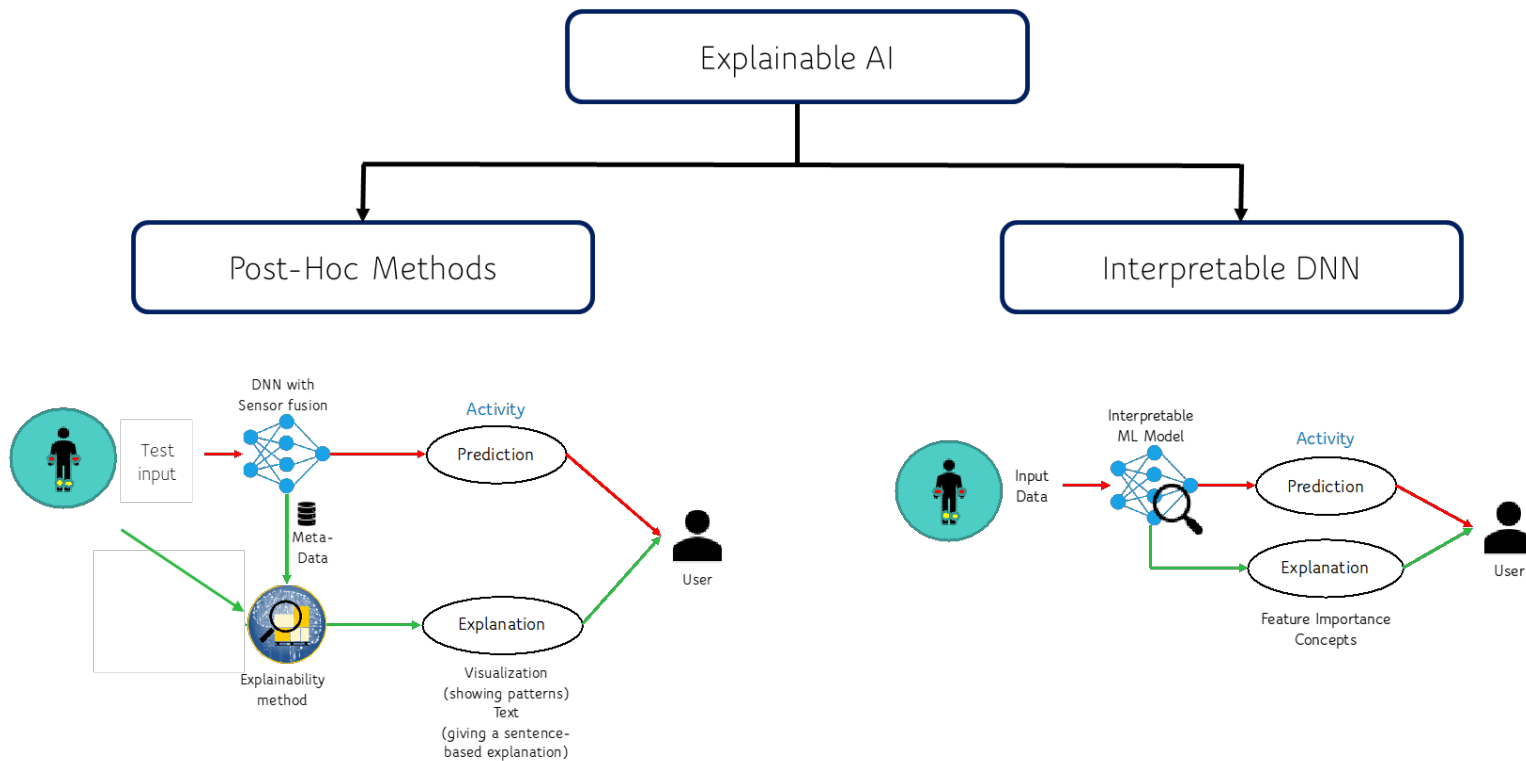 Explainable AI
Post-Hoc Methods
Interpretable DNN
DNN with
Sensor fusion
Test
input
Activity
Prediction
Meta-
Data
User
Explainability
method
Explanation
Visualization
(showing patterns)
Text
(giving a sentence-
based explanation)
Interpretable
ML Model
Input
Data
Activity
Prediction
Explanation
User
Feature Importance
Concepts